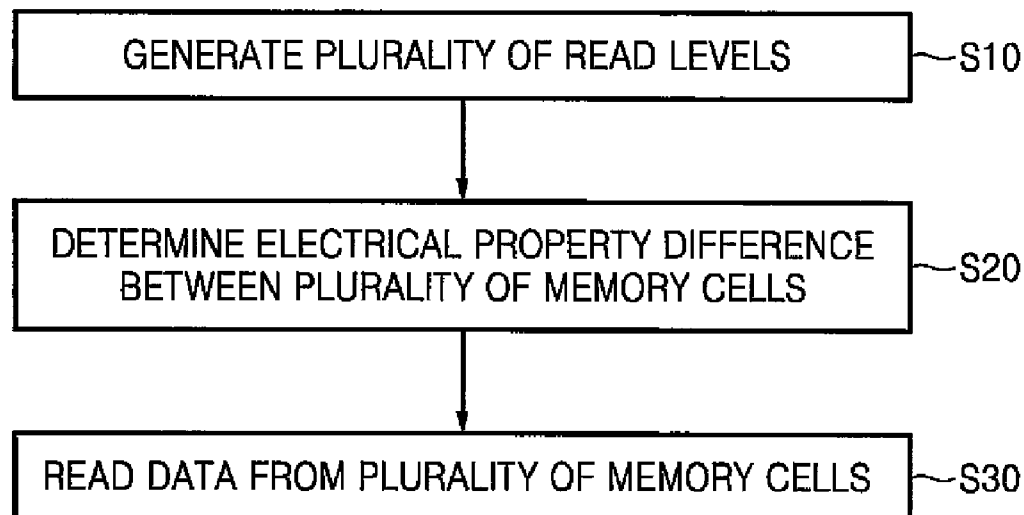 GENERATE PLURALITY OF READ LEVELS
S10
DETERMINE ELECTRICAL PROPERTY DIFFERENCE
BETWEEN PLURALITY OF MEMORY CELLS
S20
READ DATA FROM PLURALITY OF MEMORY CELLS
S30